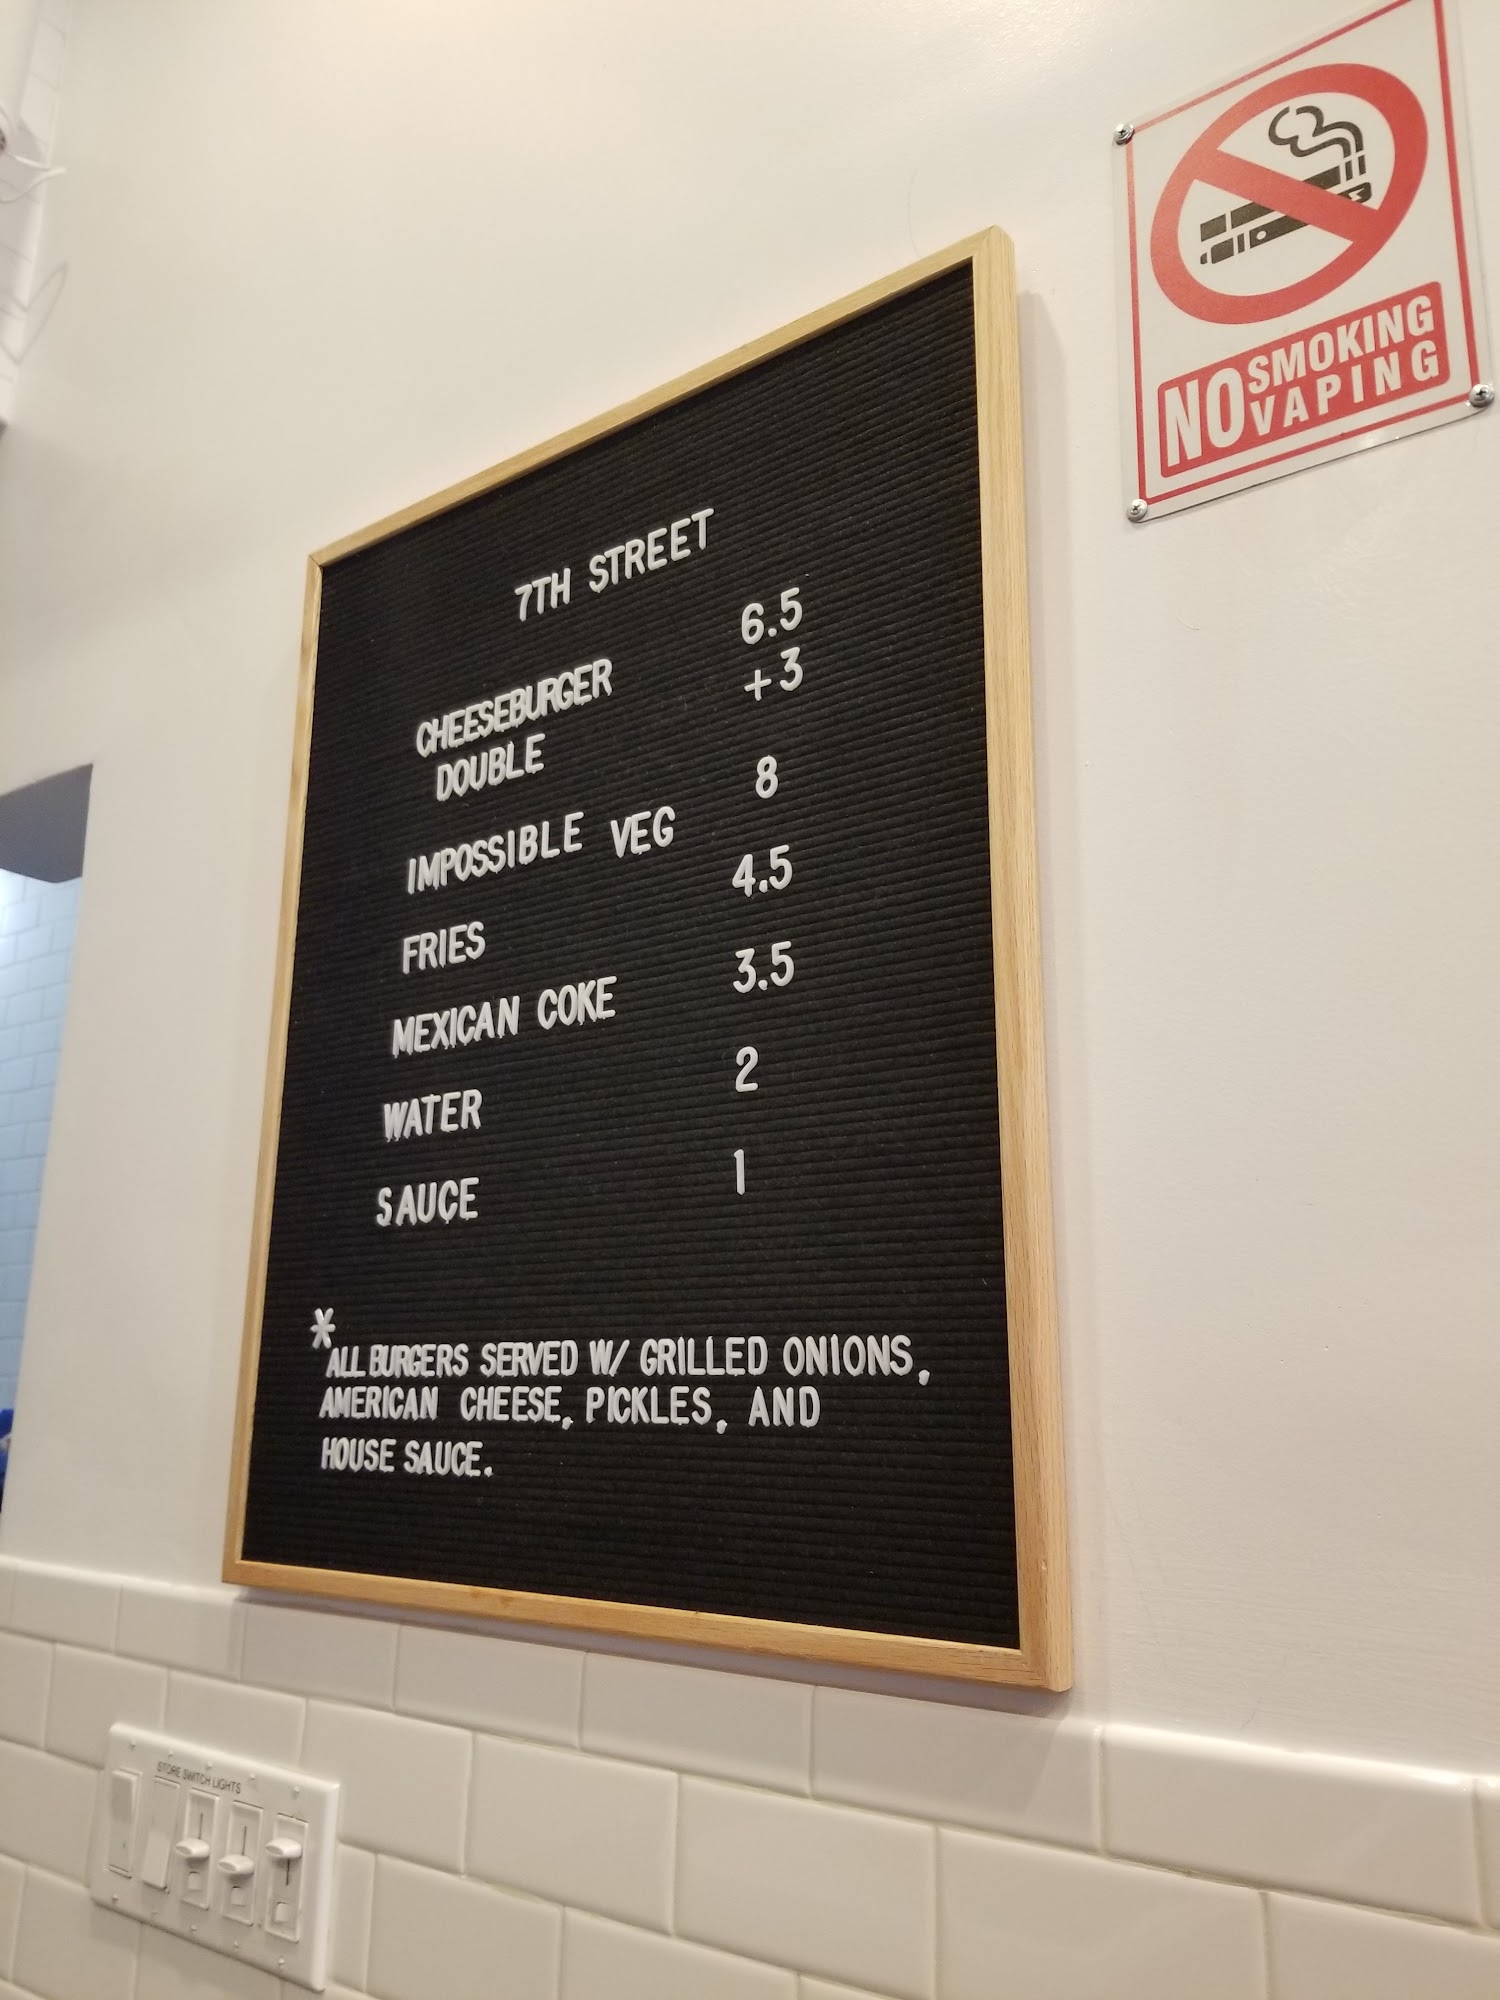 NO SMOKING
VAPING
7TH STREET
CHEESEBURGER 6.5
DOUBLE +3
IMPOSSIBLE VEG 8
FRIES 4.5
MEXICAN COKE 3.5
WATER 2
SAUCE 1
*ALL BURGERS SERVED W/ GRILLED ONIONS,
AMERICAN CHEESE, PICKLES, AND
HOUSE SAUCE.
STORE SWITCH LIGHTS